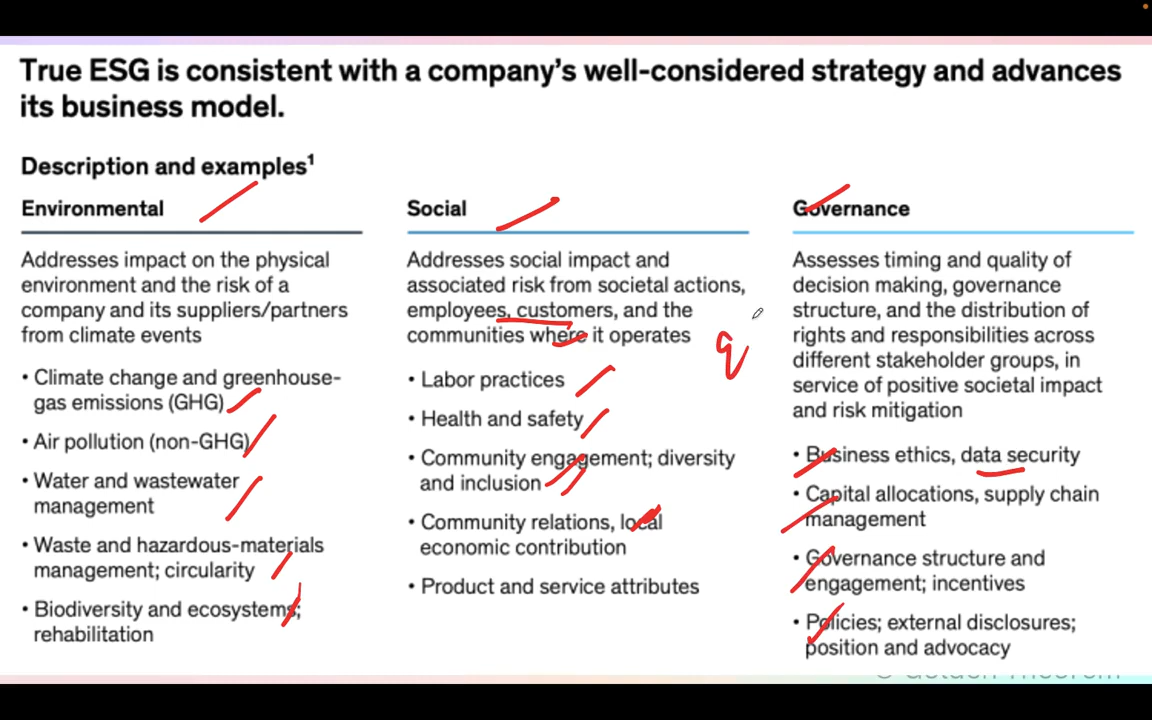 True ESG is consistent with a company's well-considered strategy and advances
its business model.
Description and examples¹
Environmental
Addresses impact on the physical
environment and the risk of a
company and its suppliers/partners
from climate events
• Climate change and greenhouse-
gas emissions (GHG)
• Air pollution (non-GHG)
• Water and wastewater
management
• Waste and hazardous-materials
management; circularity
• Biodiversity and ecosystems;
rehabilitation
Social
Addresses social impact and
associated risk from societal actions,
employees, customers, and the
communities where it operates
• Labor practices
• Health and safety
• Community engagement; diversity
and inclusion
• Community relations, local
economic contribution
• Product and service attributes
Governance
Assesses timing and quality of
decision making, governance
structure, and the distribution of
rights and responsibilities across
different stakeholder groups, in
service of positive societal impact
and risk mitigation
• Business ethics, data security
• Capital allocations, supply chain
management
• Governance structure and
engagement; incentives
• Policies; external disclosures;
position and advocacy